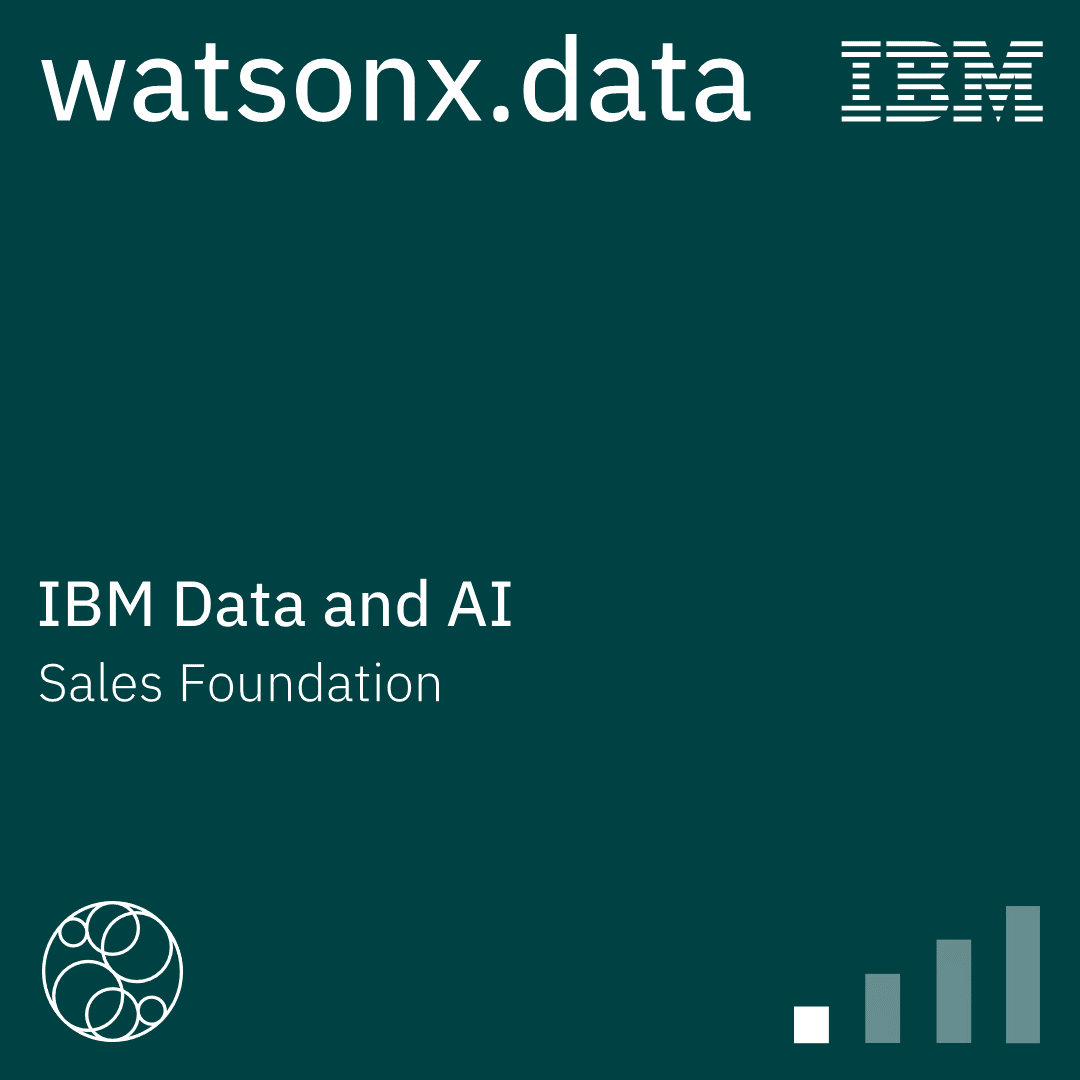 watsonx.data
IBM
IBM Data and AI
Sales Foundation